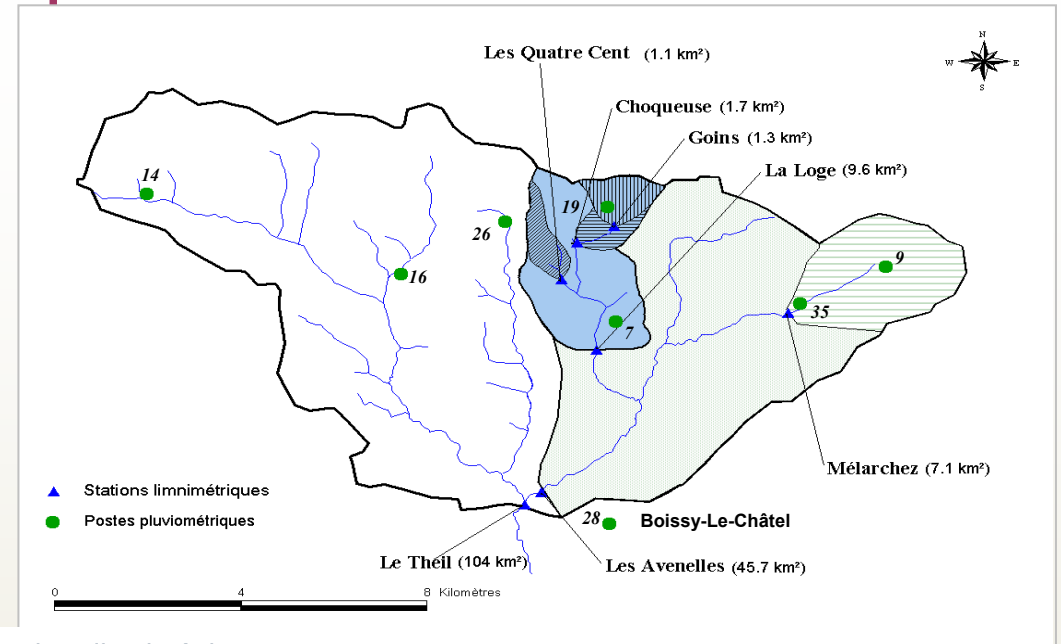 N
W E
S
Les Quatre Cent (1.1 km²)
Choqueuse (1.7 km²)
Goins (1.3 km²)
La Loge (9.6 km²)
14
19
26
16
9
35
7
Mélarchez (7.1 km²)
Stations limnimétriques
Postes pluviométriques
28 Boissy-Le-Châtel
Le Theil (104 km²)
Les Avenelles (45.7 km²)
0 4 8 Kilomètres